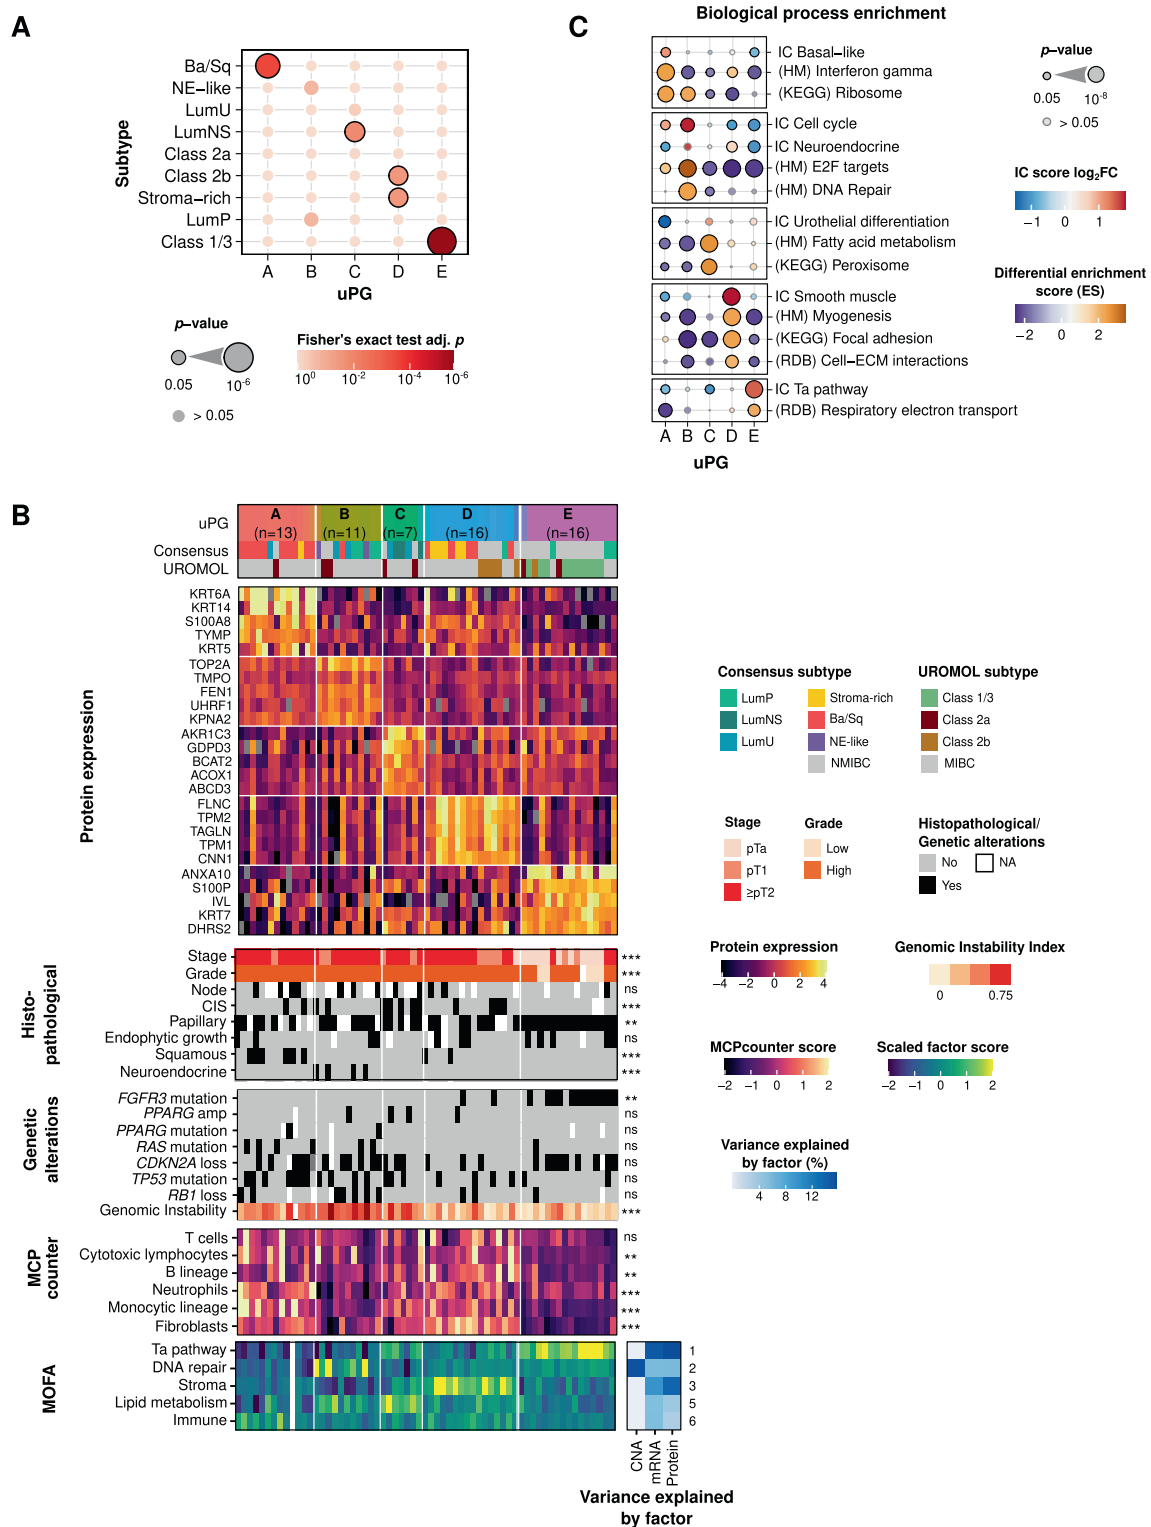 A
Ba/Sq
NE–like
LumU
LumNS
Class 2a
Class 2b
Stroma–rich
LumP
Class 1/3
Subtype
A B C D E
uPG
p–value
0.05 10-6
> 0.05
Fisher's exact test adj. p
100 10-2 10-4 10-6
C
Biological process enrichment
IC Basal–like
(HM) Interferon gamma
(KEGG) Ribosome
IC Cell cycle
IC Neuroendocrine
(HM) E2F targets
(HM) DNA Repair
IC Urothelial differentiation
(HM) Fatty acid metabolism
(KEGG) Peroxisome
IC Smooth muscle
(HM) Myogenesis
(KEGG) Focal adhesion
(RDB) Cell–ECM interactions
IC Ta pathway
(RDB) Respiratory electron transport
A B C D E
uPG
p–value
0.05 10-8
> 0.05
IC score log2FC
−1 0 1
Differential enrichment
score (ES)
−2 0 2
B
uPG
A B C D E
(n=13) (n=11) (n=7) (n=16) (n=16)
Consensus
UROMOL
Protein expression
KRT6A
KRT14
S100A8
TYMP
KRT5
TOP2A
TMPO
FEN1
UHRF1
KPNA2
AKR1C3
GDPD3
BCAT2
ACOX1
ABCD3
FLNC
TPM2
TAGLN
TPM1
CNN1
ANXA10
S100P
IVL
KRT7
DHRS2
Histo-
pathological
Stage ***
Grade ***
Node ns
CIS ***
Papillary **
Endophytic growth ns
Squamous ***
Neuroendocrine ***
Genetic
alterations
FGFR3 mutation **
PPARG amp ns
PPARG mutation ns
RAS mutation ns
CDKN2A loss ns
TP53 mutation ns
RB1 loss ns
Genomic Instability ***
MCP
counter
T cells ns
Cytotoxic lymphocytes **
B lineage **
Neutrophils ***
Monocytic lineage ***
Fibroblasts ***
MOFA
Ta pathway 1
DNA repair 2
Stroma 3
Lipid metabolism 5
Immune 6
CNA
mRNA
Protein
Variance explained
by factor
Consensus subtype
LumP
LumNS
LumU
Stroma–rich
Ba/Sq
NE–like
NMIBC
UROMOL subtype
Class 1/3
Class 2a
Class 2b
MIBC
Stage
pTa
pT1
≥pT2
Grade
Low
High
Histopathological/
Genetic alterations
No NA
Yes
Protein expression
−4 −2 0 2 4
Genomic Instability Index
0 0.75
MCPcounter score
−2 −1 0 1 2
Scaled factor score
−2 −1 0 1 2
Variance explained
by factor (%)
4 8 12